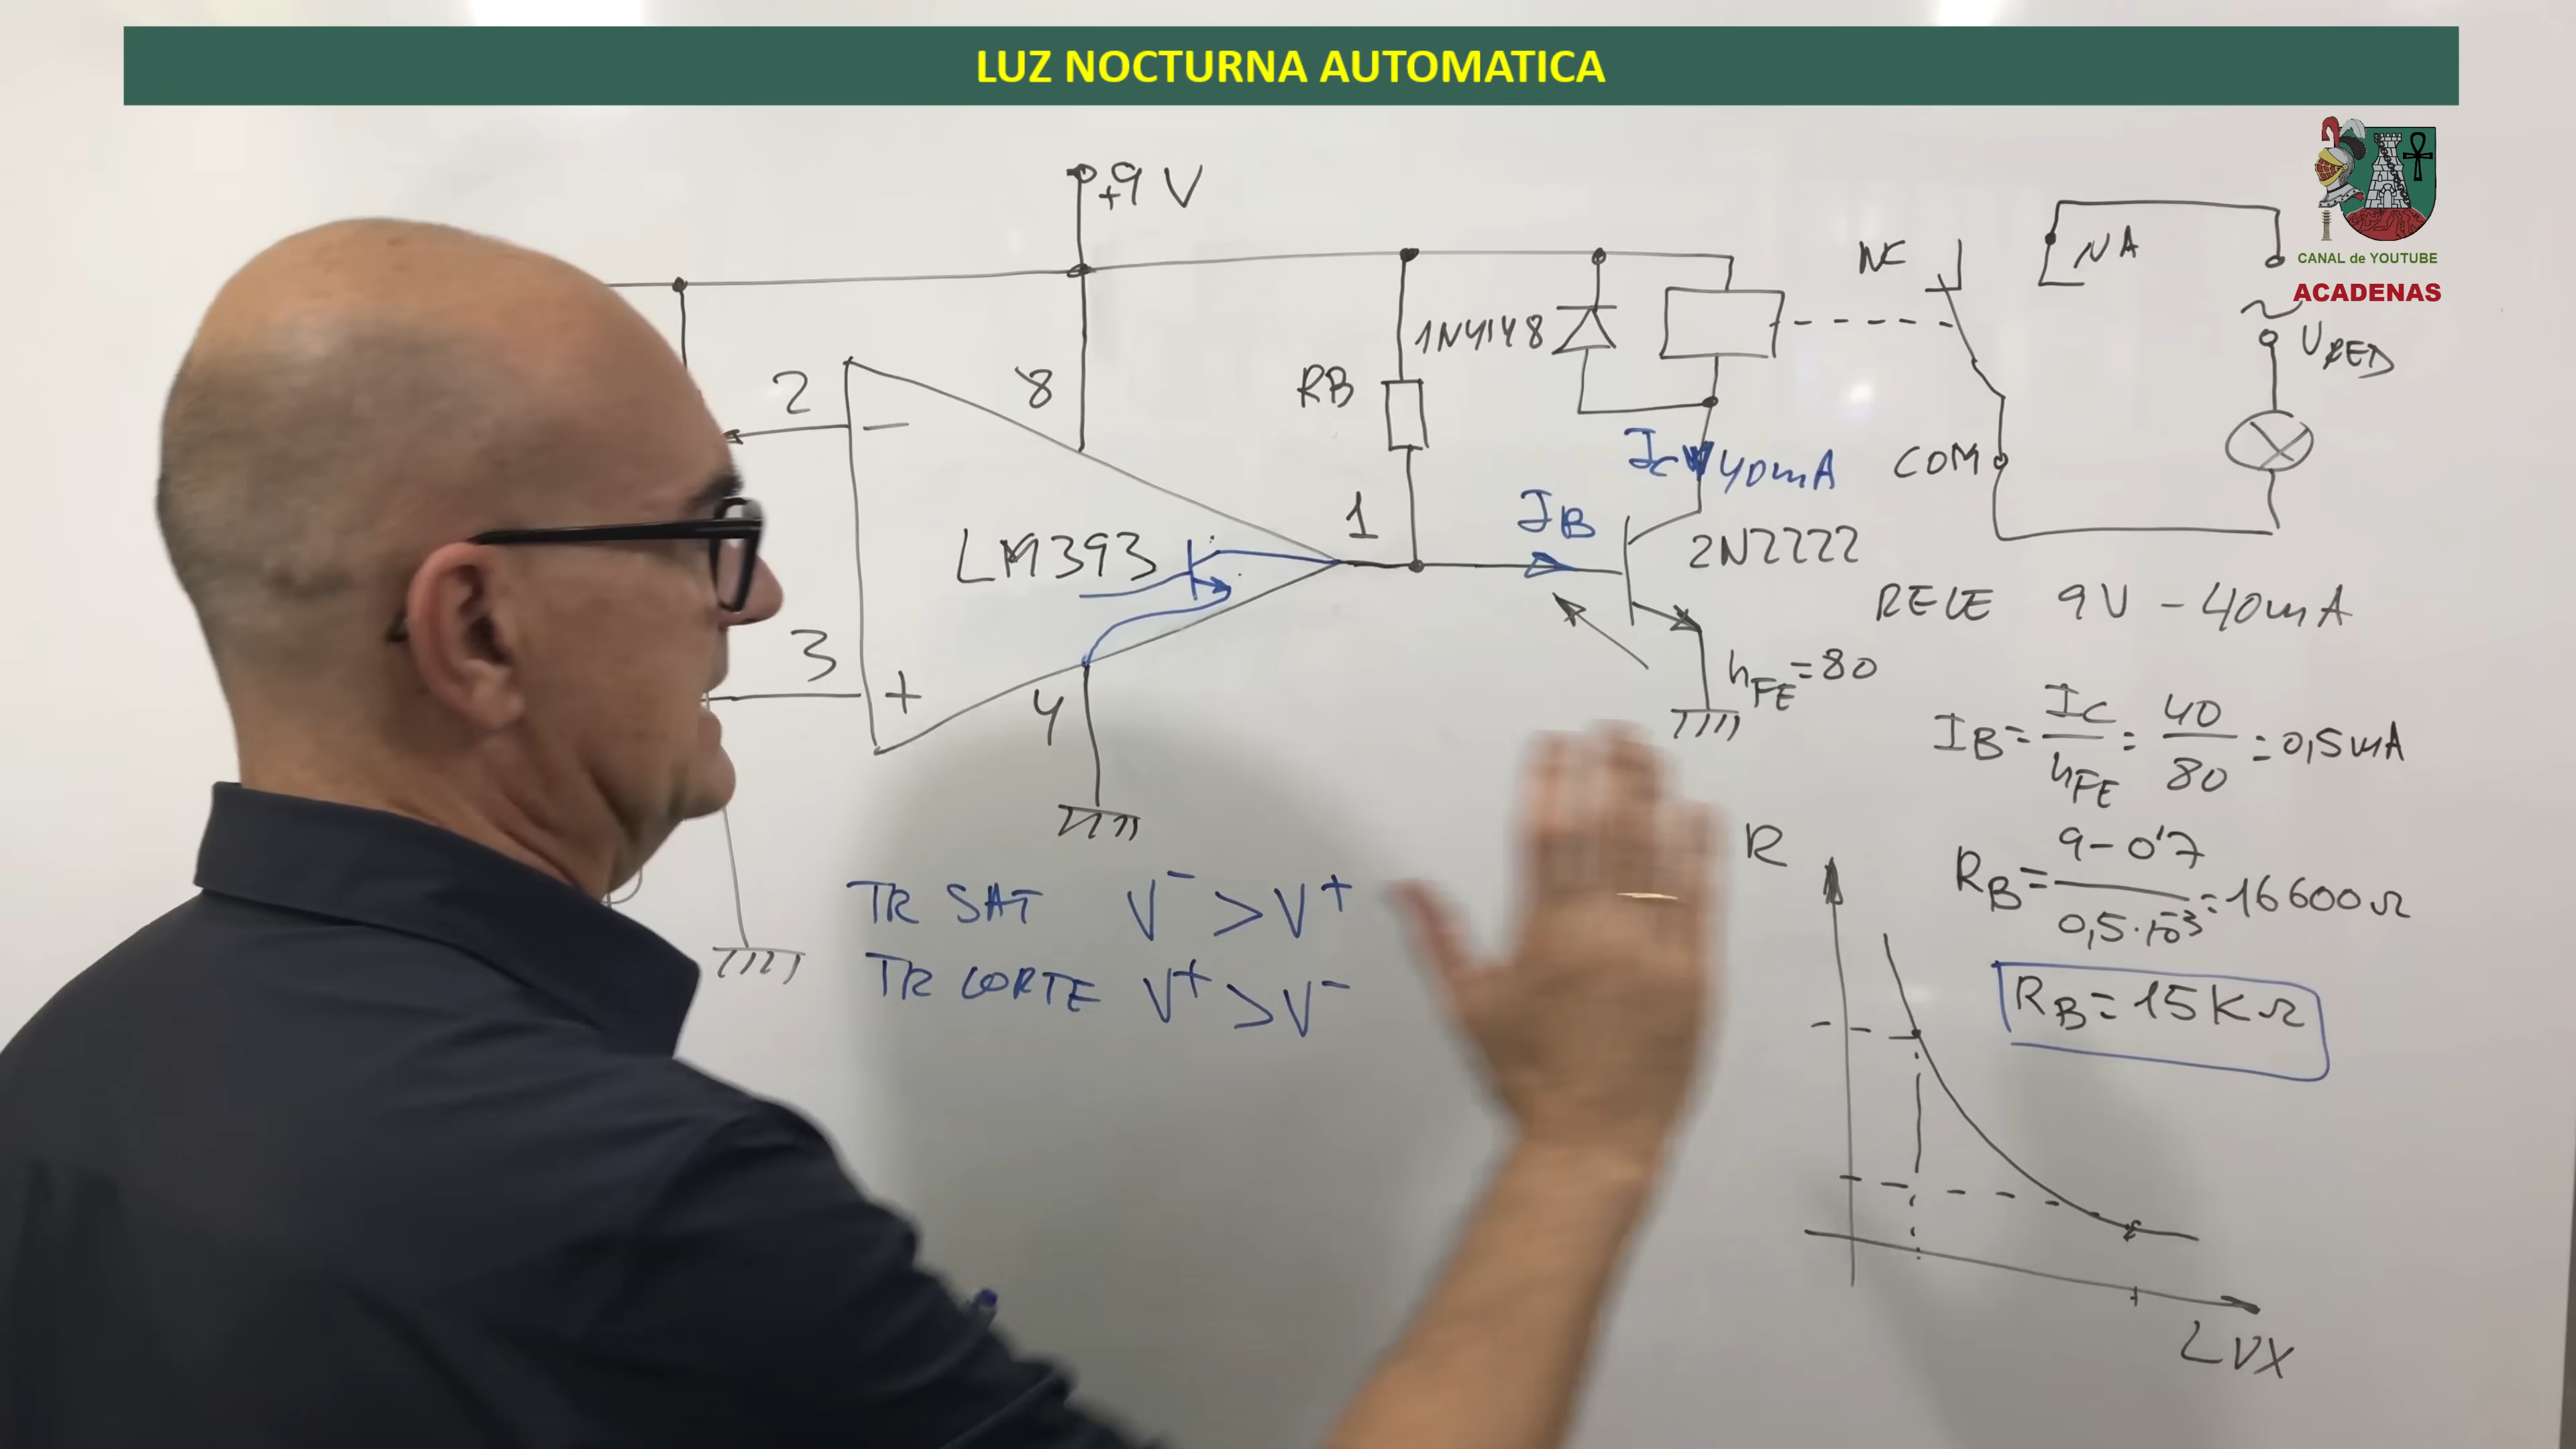 LUZ NOCTURNA AUTOMATICA
CANAL de YOUTUBE
ACADENAS
+9 V
2
8
-
LM393
3
+
4
1
RB
1N4148
IC 40mA
IB
2N2222
hFE=80
NC
NA
COM
~
URED
RELE 9V - 40mA
IB= IC/hFE = 40/80 = 0,5mA
RB= 9-0'7/0,5·10-3 = 16600Ω
RB= 15KΩ
TR SAT V- > V+
TR CORTE V+ > V-
R
LUX